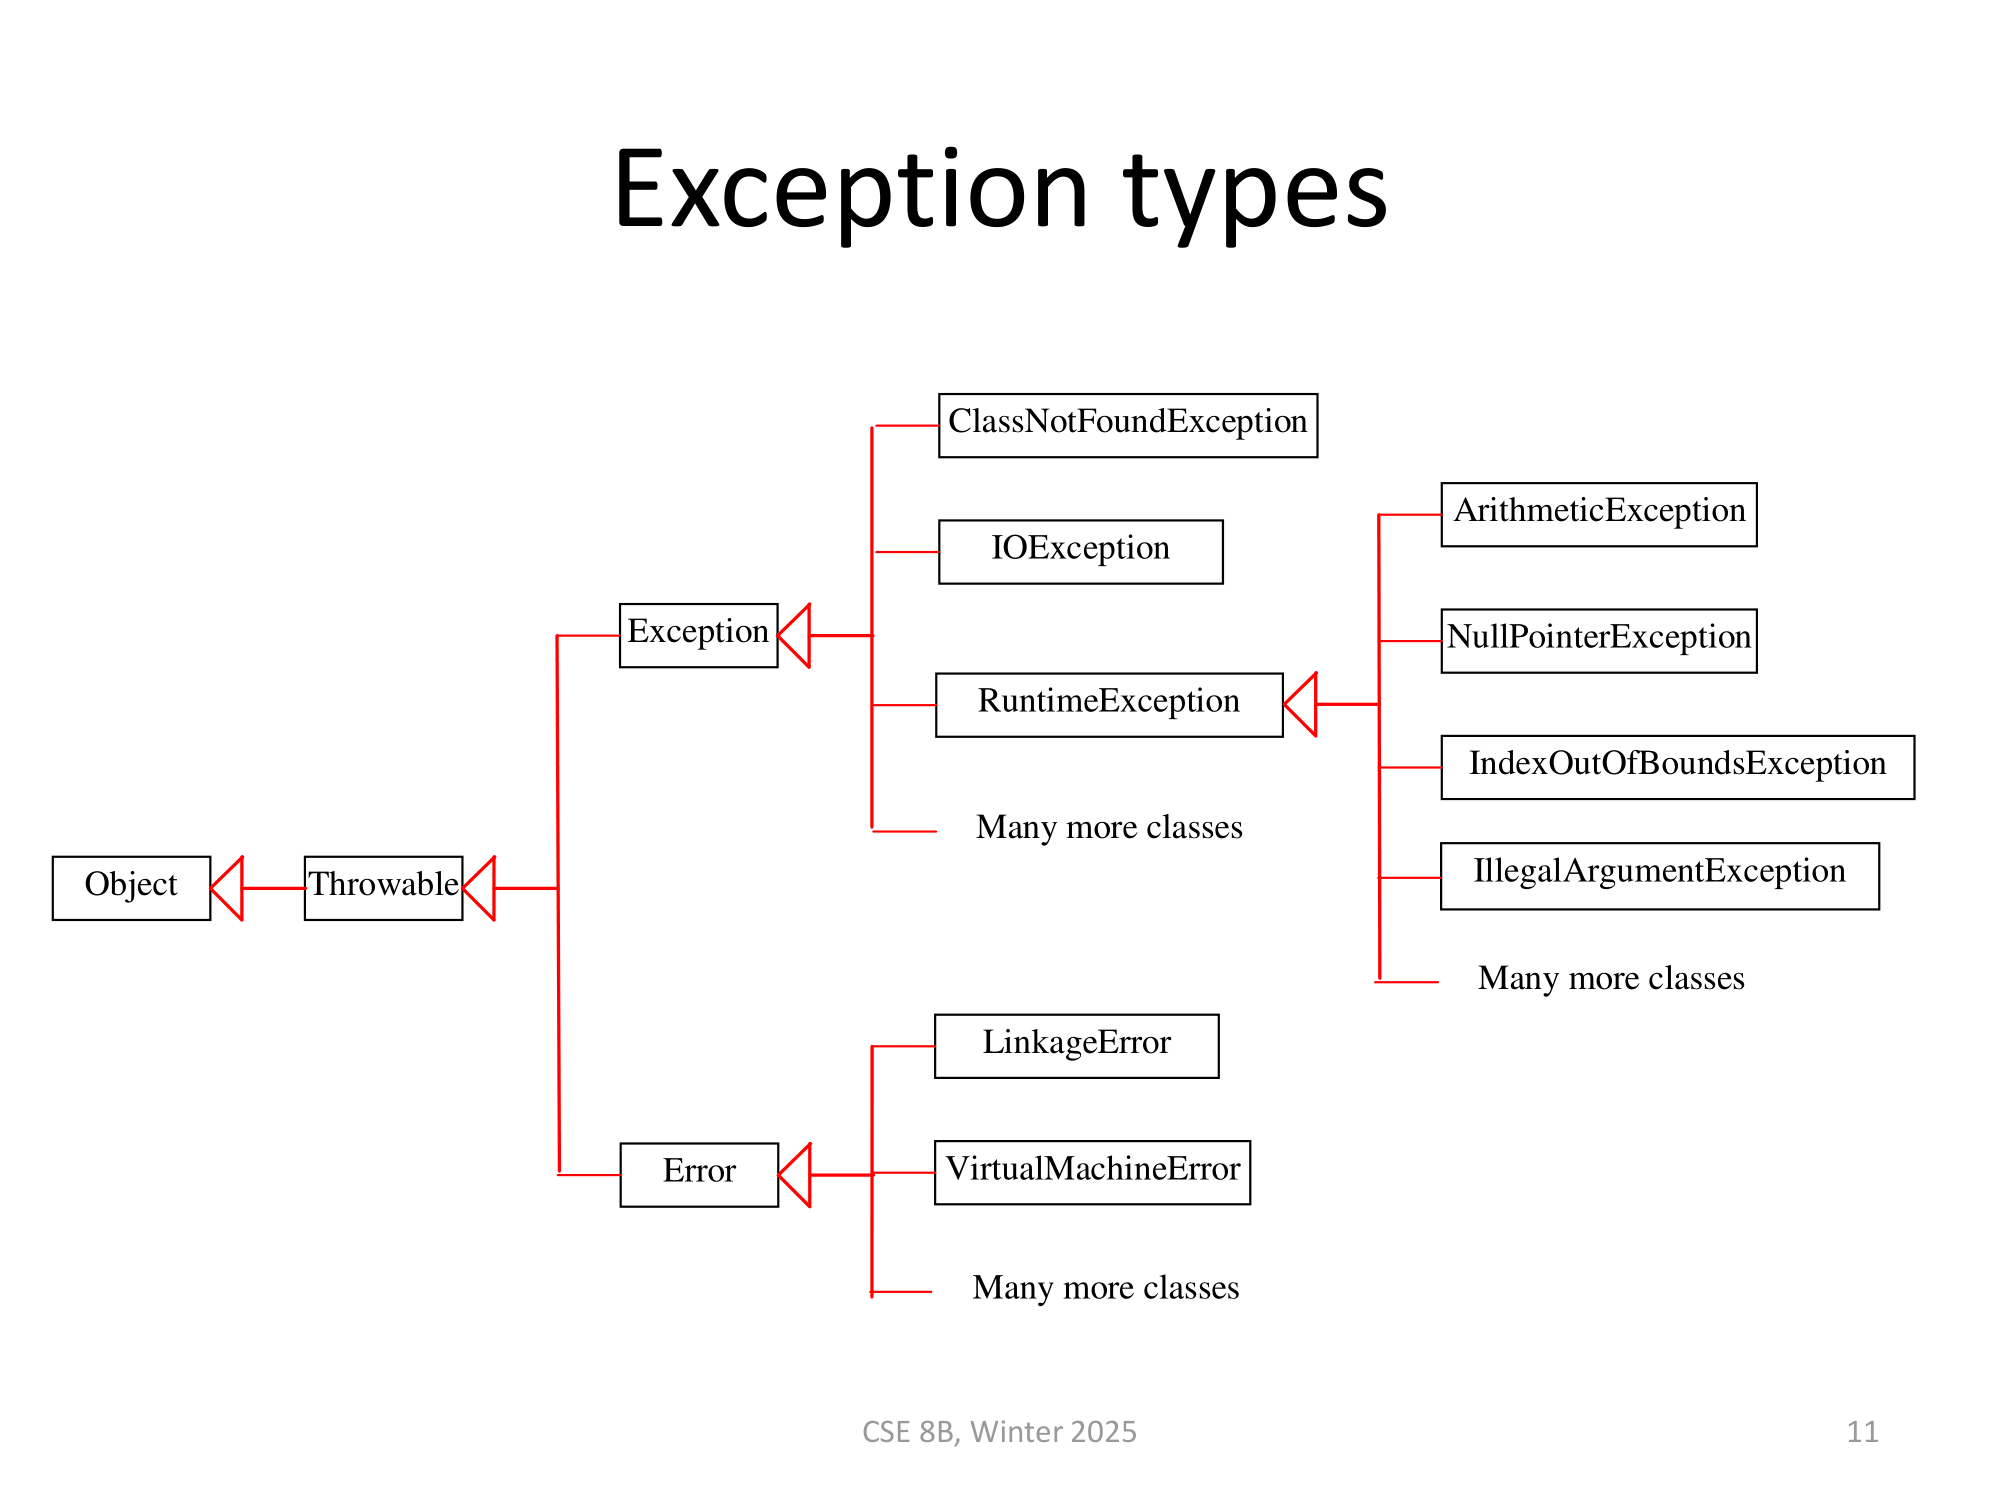 Exception types
ClassNotFoundException
ArithmeticException
IOException
Exception
NullPointerException
RuntimeException
IndexOutOfBoundsException
Many more classes
Object
Throwable
IllegalArgumentException
Many more classes
LinkageError
Error
VirtualMachineError
Many more classes
CSE 8B, Winter 2025
11